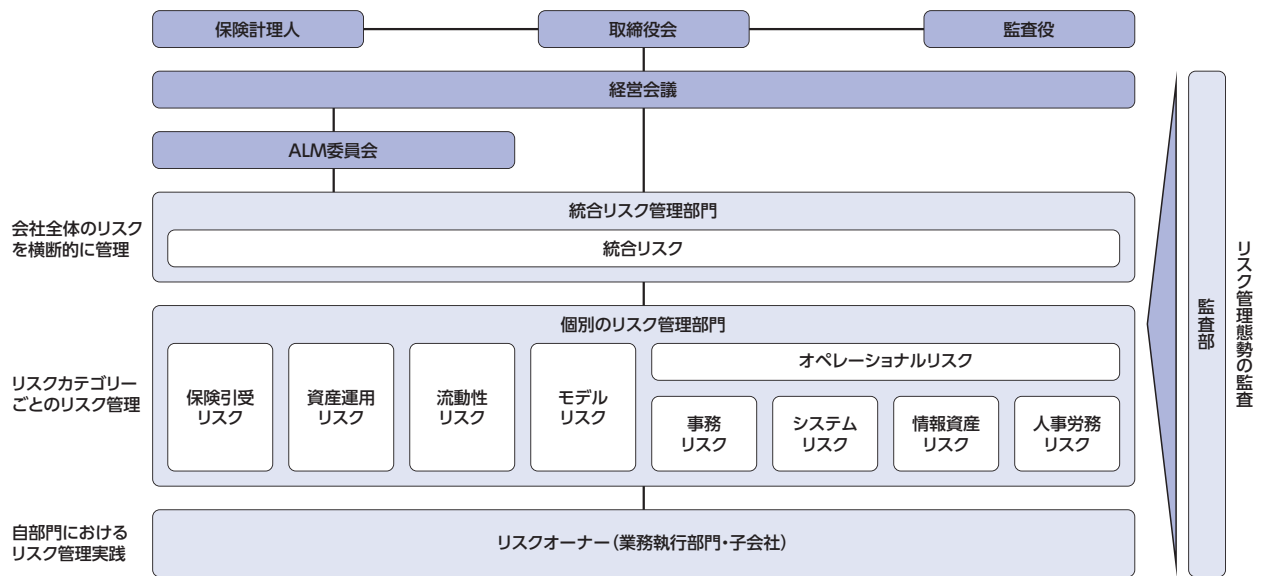 保険計理人
取締役会
監査役
経営会議
ALM委員会
会社全体のリスク
を横断的に管理
統合リスク管理部門
統合リスク
リスクカテゴリー
ごとのリスク管理
個別のリスク管理部門
保険引受
リスク
資産運用
リスク
流動性
リスク
モデル
リスク
オペレーショナルリスク
事務
リスク
システム
リスク
情報資産
リスク
人事労務
リスク
自部門における
リスク管理実践
リスクオーナー（業務執行部門・子会社）
監査部
リスク管理態勢の監査